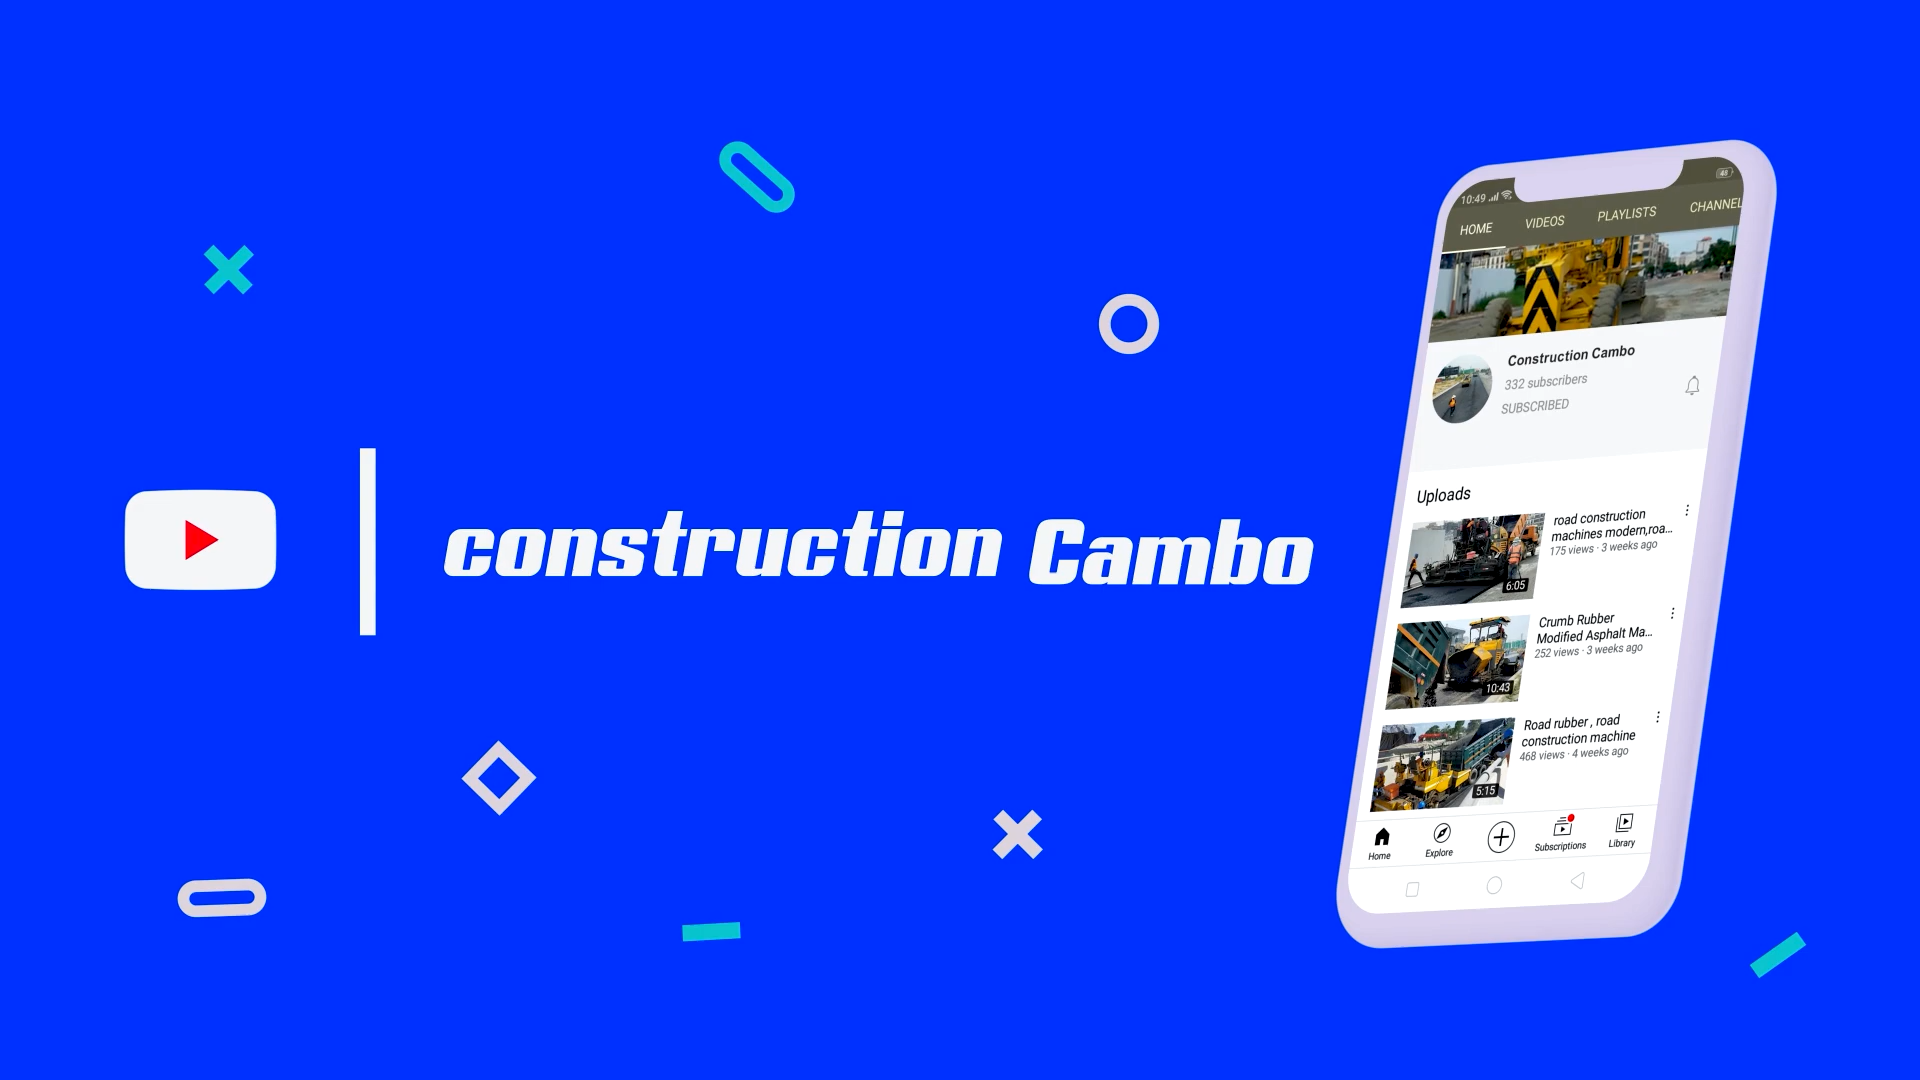 construction Cambo
10:49
48
HOME VIDEOS PLAYLISTS CHANNEL
Construction Cambo
332 subscribers
SUBSCRIBED
Uploads
road construction
machines modern,roa...
175 views · 3 weeks ago
6:05
Crumb Rubber
Modified Asphalt Ma...
252 views · 3 weeks ago
10:43
Road rubber , road
construction machine
468 views · 4 weeks ago
5:15
Home Explore Subscriptions Library